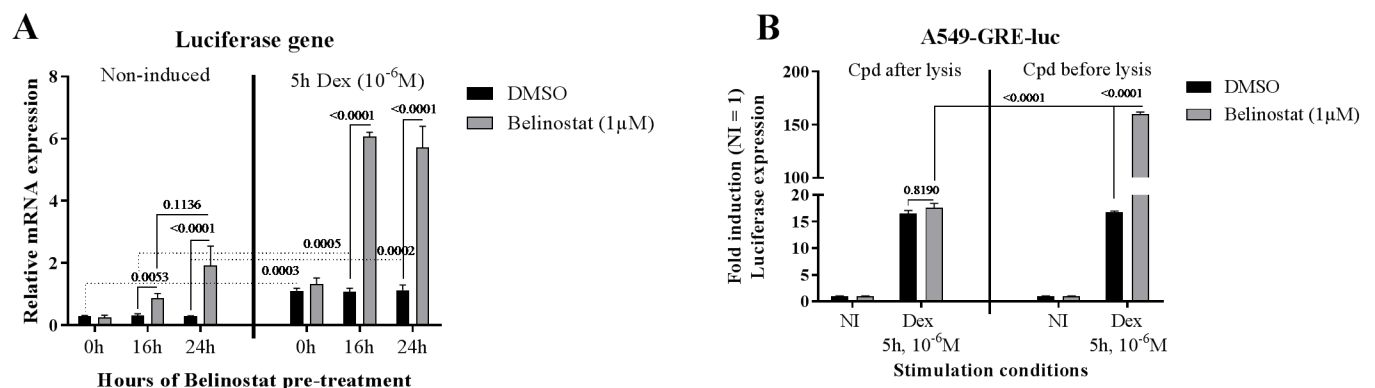 A
Luciferase gene
Non-induced
5h Dex (10⁻⁶M)
DMSO
Belinostat (1µM)
Relative mRNA expression
8
6
4
2
0
0.1136
<0.0001
0.0053
<0.0001
<0.0001
0.0005
0.0002
0.0003
0h
16h
24h
0h
16h
24h
Hours of Belinostat pre-treatment
B
A549-GRE-luc
Cpd after lysis
Cpd before lysis
DMSO
Belinostat (1µM)
Fold induction (NI = 1)
Luciferase expression
200
150
100
20
15
10
5
0
<0.0001
<0.0001
0.8190
NI
Dex
5h, 10⁻⁶M
NI
Dex
5h, 10⁻⁶M
Stimulation conditions